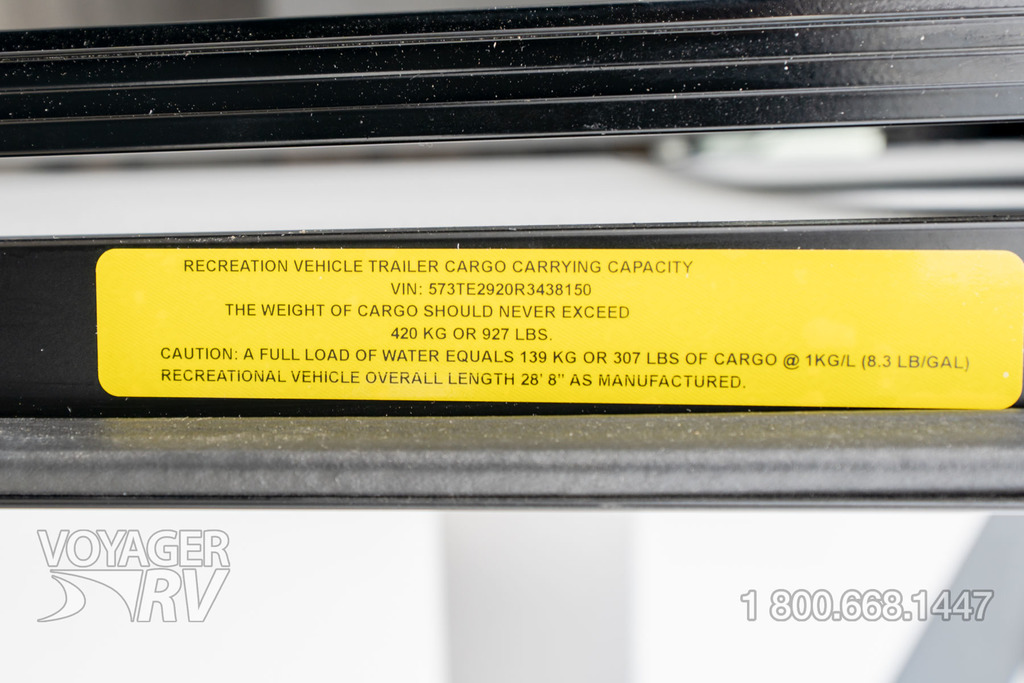 RECREATION VEHICLE TRAILER CARGO CARRYING CAPACITY
VIN: 573TE2920R3438150
THE WEIGHT OF CARGO SHOULD NEVER EXCEED
420 KG OR 927 LBS.
CAUTION: A FULL LOAD OF WATER EQUALS 139 KG OR 307 LBS OF CARGO @ 1KG/L (8.3 LB/GAL)
RECREATIONAL VEHICLE OVERALL LENGTH 28' 8" AS MANUFACTURED.
VOYAGER
RV
1 800.668.1447